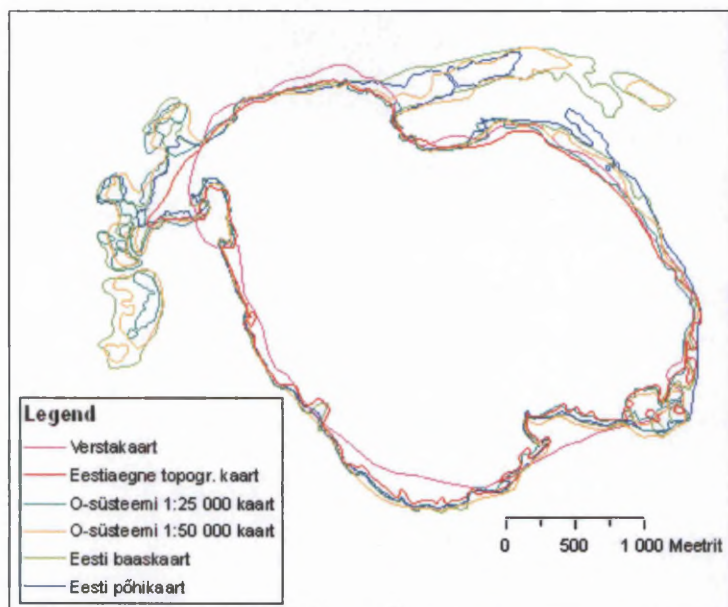 Legend
Verstakaart
Eestiaegne topogr. kaart
O-süsteemi 1:25 000 kaart
O-süsteemi 1:50 000 kaart
Eesti baaskaart
Eesti põhikaart
0 500 1 000 Meetrit